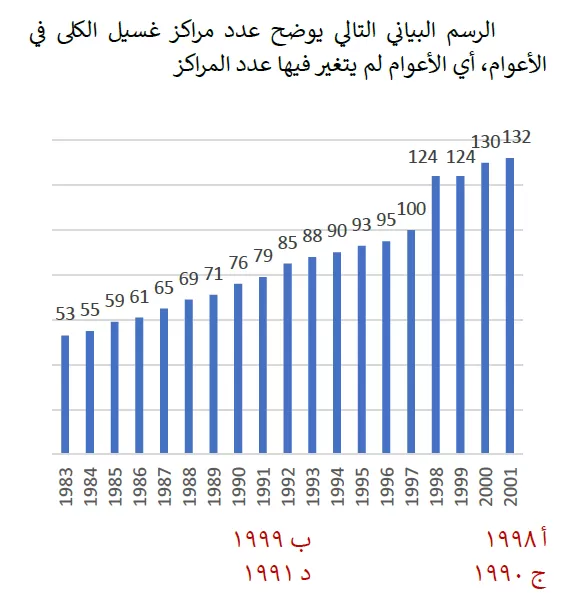 الرسم البياني التالي يوضح عدد مراكز غسيل الكلى في
الأعوام، أي الأعوام لم يتغير فيها عدد المراكز
53 55 59 61 65 69 71 76 79 85 88 90 93 95 100 124 124 130 132
1983 1984 1985 1986 1987 1988 1989 1990 1991 1992 1993 1994 1995 1996 1997 1998 1999 2000 2001
أ ١٩٩٨ ب ١٩٩٩
ج ١٩٩٠ د ١٩٩١